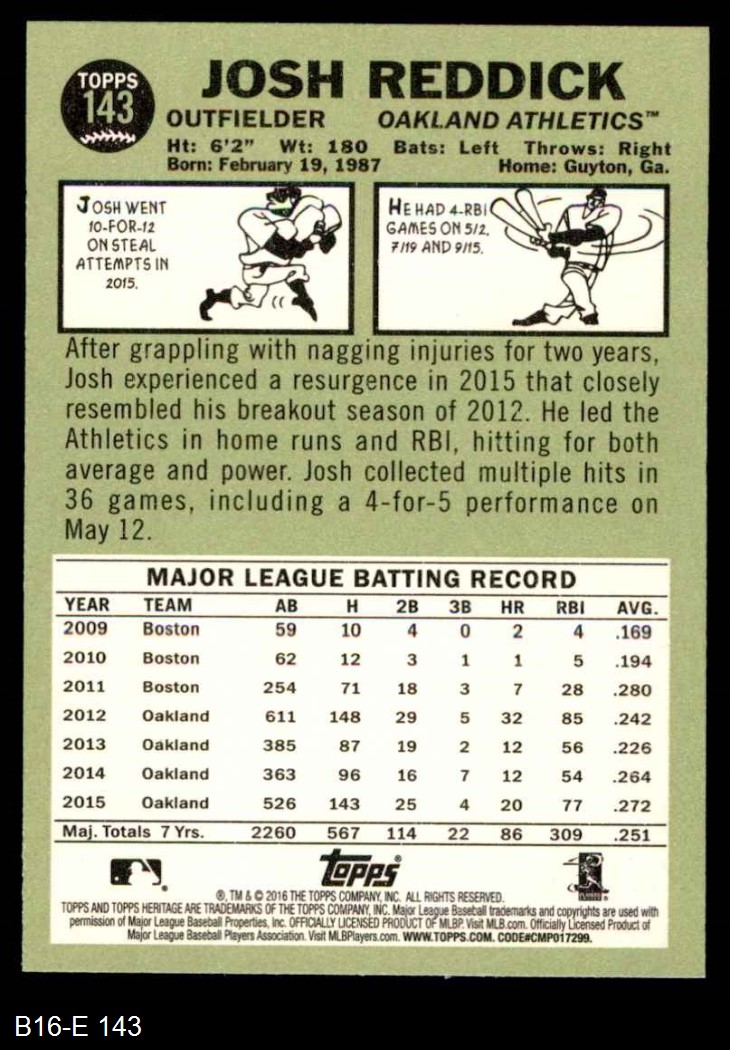 TOPPS
143
JOSH REDDICK
OUTFIELDER OAKLAND ATHLETICS™
Ht: 6'2" Wt: 180 Bats: Left Throws: Right
Born: February 19, 1987 Home: Guyton, Ga.
JOSH WENT
10-FOR-12
ON STEAL
ATTEMPTS IN
2015.
HE HAD 4-RBI
GAMES ON 5/2,
7/19 AND 9/15.
After grappling with nagging injuries for two years,
Josh experienced a resurgence in 2015 that closely
resembled his breakout season of 2012. He led the
Athletics in home runs and RBI, hitting for both
average and power. Josh collected multiple hits in
36 games, including a 4-for-5 performance on
May 12.
MAJOR LEAGUE BATTING RECORD
YEAR TEAM AB H 2B 3B HR RBI AVG.
2009 Boston 59 10 4 0 2 4 .169
2010 Boston 62 12 3 1 1 5 .194
2011 Boston 254 71 18 3 7 28 .280
2012 Oakland 611 148 29 5 32 85 .242
2013 Oakland 385 87 19 2 12 56 .226
2014 Oakland 363 96 16 7 12 54 .264
2015 Oakland 526 143 25 4 20 77 .272
Maj. Totals 7 Yrs. 2260 567 114 22 86 309 .251
Topps®
®, TM & © 2016 THE TOPPS COMPANY, INC. ALL RIGHTS RESERVED.
TOPPS AND TOPPS HERITAGE ARE TRADEMARKS OF THE TOPPS COMPANY, INC. Major League Baseball trademarks and copyrights are used with
permission of Major League Baseball Properties, Inc. OFFICIALLY LICENSED PRODUCT OF MLBP. Visit MLB.com. Officially Licensed Product of
Major League Baseball Players Association. Visit MLBPlayers.com. WWW.TOPPS.COM. CODE#CMP017299.
B16-E 143